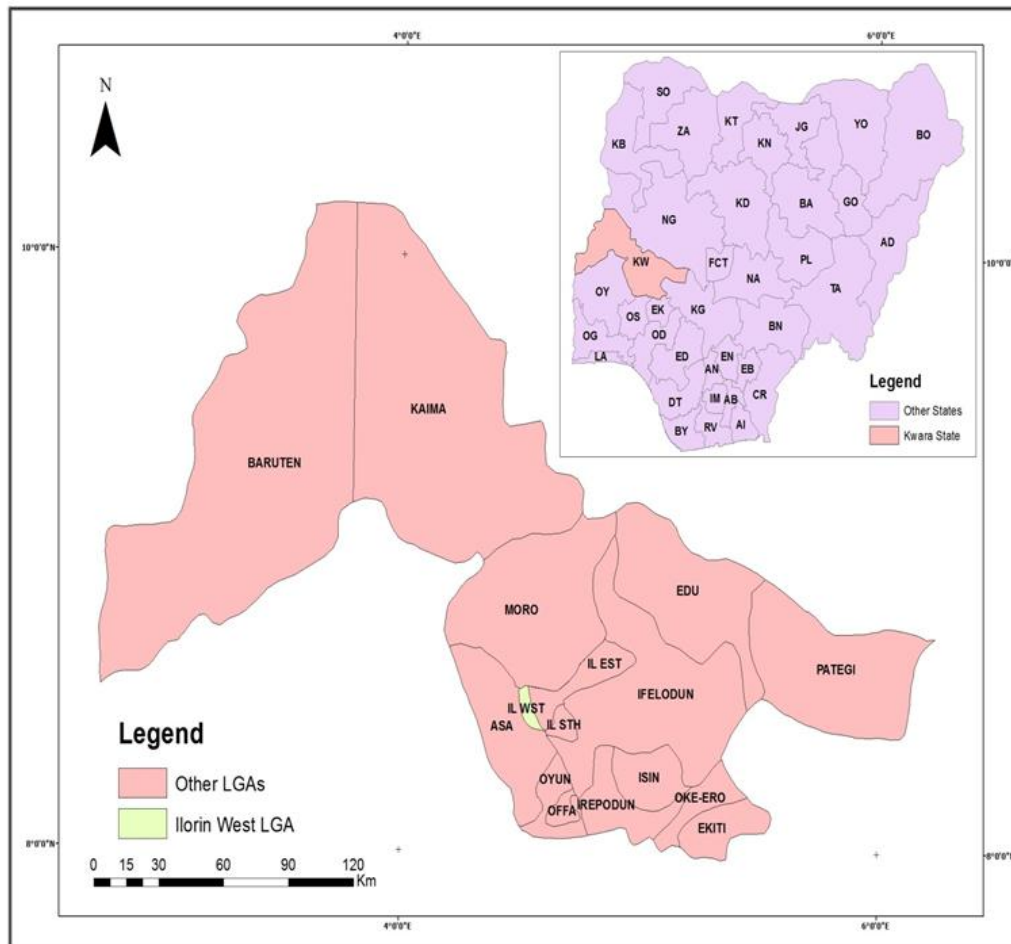 4°0'0"E
6°0'0"E
N
10°0'0"N
10°0'0"N
SO
KT
JG
YO
BO
ZA
KB
KN
KD
BA
GO
NG
AD
KW
FCT
PL
NA
TA
OY
EK
KG
OS
BN
OG
OD
LA
ED
EN
AN
EB
DT
IM
AB
CR
BY
RV
AI
Legend
Other States
Kwara State
KAIMA
BARUTEN
MORO
EDU
IL EST
PATEGI
IFELODUN
IL WST
ASA
IL STH
OYUN
ISIN
OFFA
IREPODUN
OKE-ERO
EKITI
Legend
Other LGAs
Ilorin West LGA
0 15 30 60 90 120
Km
8°0'0"N
8°0'0"N
4°0'0"E
6°0'0"E